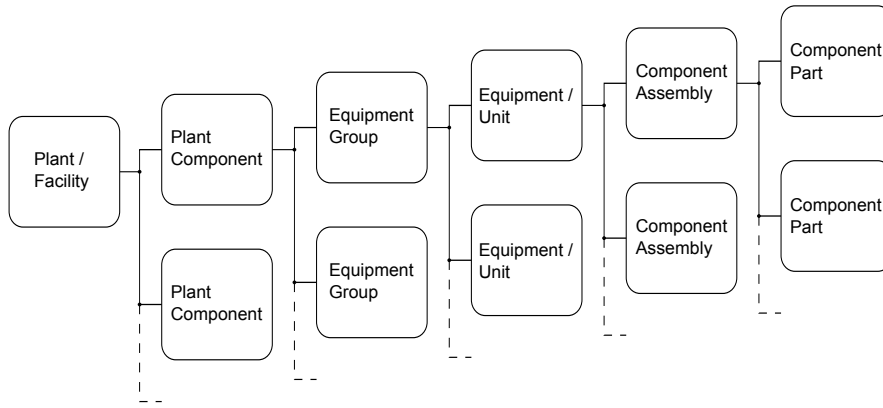 Plant /
Facility
Plant
Component
Plant
Component
Equipment
Group
Equipment
Group
Equipment /
Unit
Equipment /
Unit
Component
Assembly
Component
Assembly
Component
Part
Component
Part